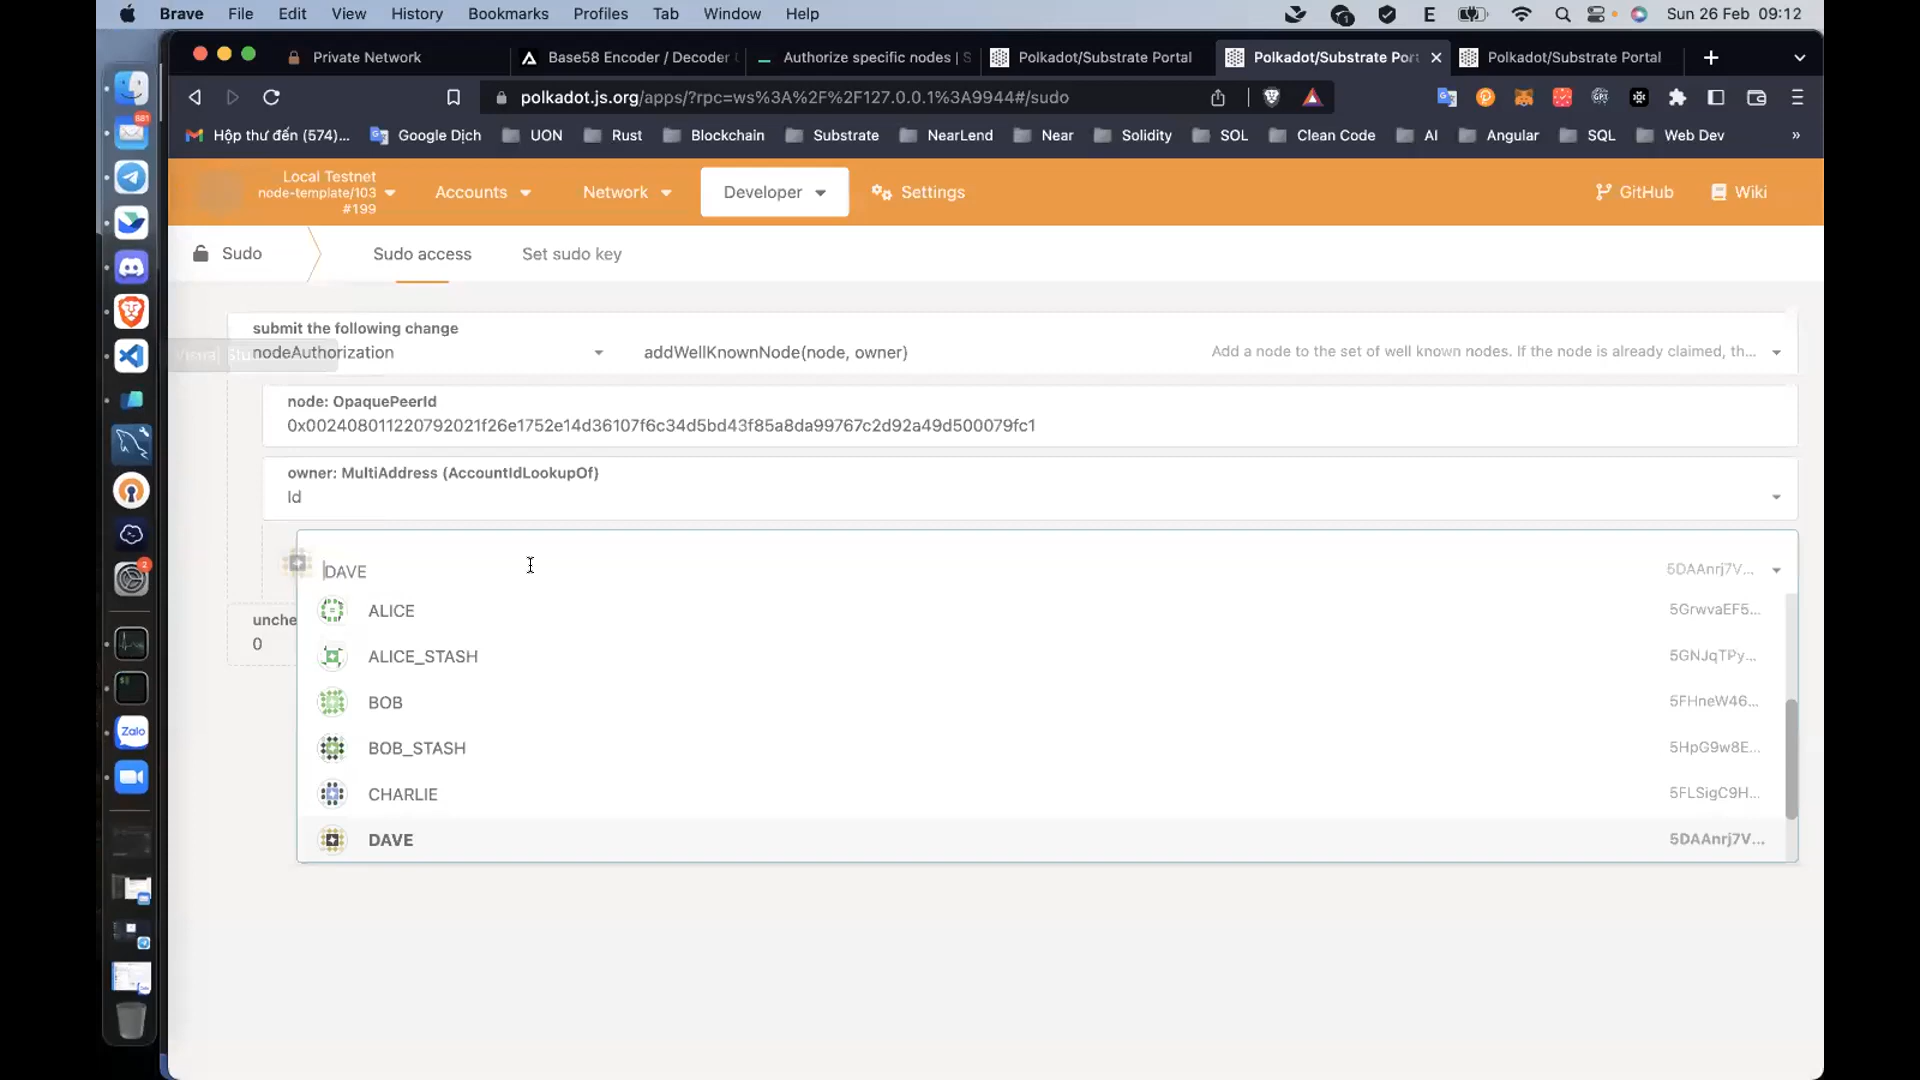 Brave File Edit View History Bookmarks Profiles Tab Window Help
E
Sun 26 Feb 09:12
Private Network
Base58 Encoder / Decoder
Authorize specific nodes | S
Polkadot/Substrate Portal
Polkadot/Substrate Por
Polkadot/Substrate Portal
polkadot.js.org/apps/?rpc=ws%3A%2F%2F127.0.0.1%3A9944#/sudo
Hộp thư đến (574)...
Google Dịch
UON
Rust
Blockchain
Substrate
NearLend
Near
Solidity
SOL
Clean Code
AI
Angular
SQL
Web Dev
»
Local Testnet
node-template/103
#199
Accounts
Network
Developer
Settings
GitHub
Wiki
Sudo
Sudo access
Set sudo key
submit the following change
nodeAuthorization
addWellKnownNode(node, owner)
Add a node to the set of well known nodes. If the node is already claimed, th...
node: OpaquePeerId
0x002408011220792021f26e1752e14d36107f6c34d5bd43f85a8da99767c2d92a49d500079fc1
owner: MultiAddress (AccountIdLookupOf)
Id
DAVE 5DAAnrj7V...
ALICE 5GrwvaEF5...
unche
0
ALICE_STASH 5GNJqTPy...
BOB 5FHneW46...
BOB_STASH 5HpG9w8E...
CHARLIE 5FLSigC9H...
DAVE 5DAAnrj7V...
681
2
Zalo